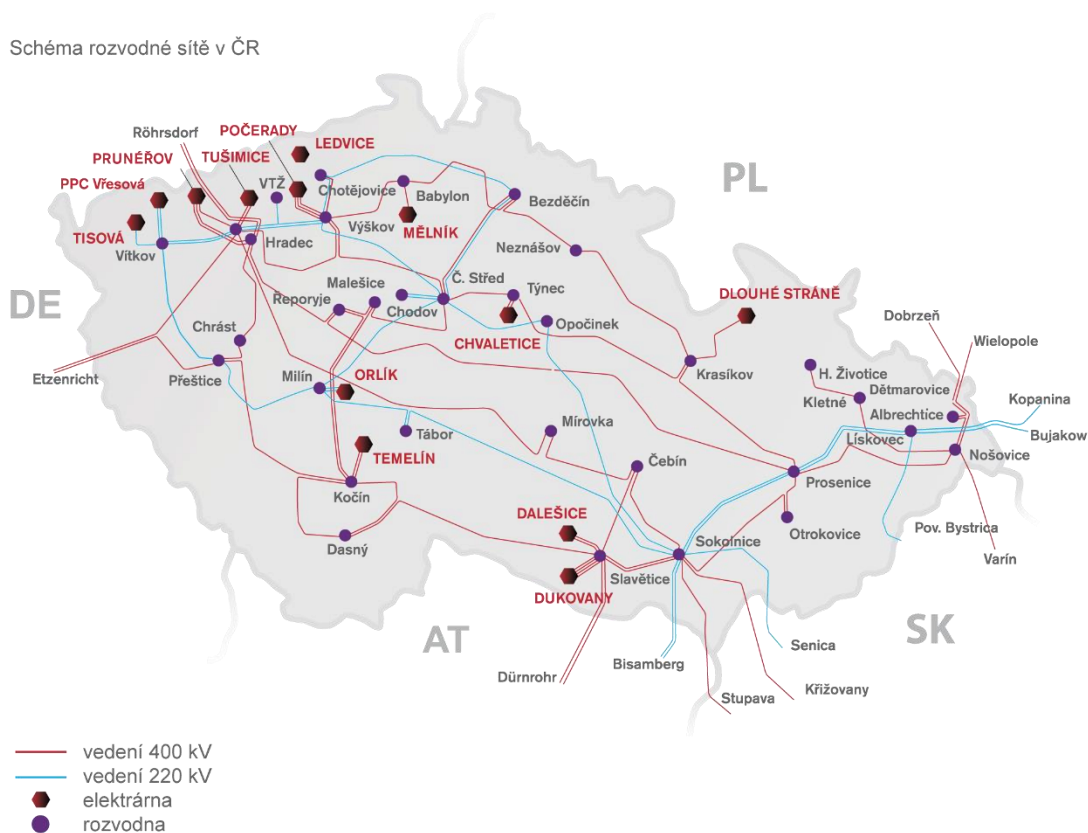 Schéma rozvodné sítě v ČR
Röhrsdorf
POČERADY
LEDVICE
PRUNÉŘOV
TUŠIMICE
PPC Vřesová
VTŽ
Chotějovice
Babylon
Bezděčín
PL
TISOVÁ
Výškov
MĚLNÍK
Vítkov
Hradec
Neznášov
DE
Malešice
Č. Střed
Týnec
DLOUHÉ STRÁNĚ
Reporyje
Chodov
Opočinek
Dobrzeň
Chrást
CHVALETICE
Wielopole
Etzenricht
Přeštice
Milín
ORLÍK
Krasíkov
H. Životice
Dětmarovice
Kletné
Albrechtíce
Kopanina
Tábor
Mírovka
Lískovec
Bujakow
TEMELÍN
Čebín
Nošovice
Kočín
Prosenice
DALEŠICE
Otrokovice
Pov. Bystrica
Dasný
Sokolnice
Varín
Slavětice
DUKOVANY
AT
SK
Senica
Bisamberg
Dürnrohr
Křižovany
Stupava
vedení 400 kV
vedení 220 kV
elektrárna
rozvodna